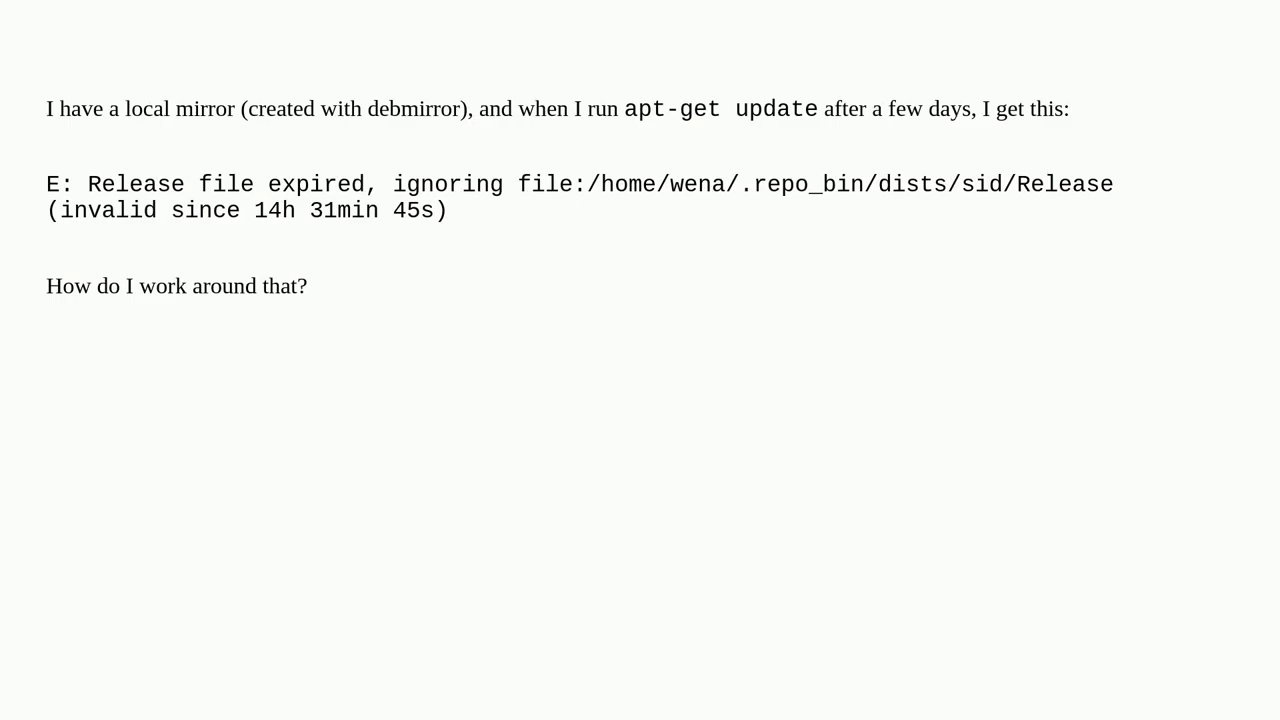 I have a local mirror (created with debmirror), and when I run apt-get update after a few days, I get this:
E: Release file expired, ignoring file:/home/wena/.repo_bin/dists/sid/Release
(invalid since 14h 31min 45s)
How do I work around that?